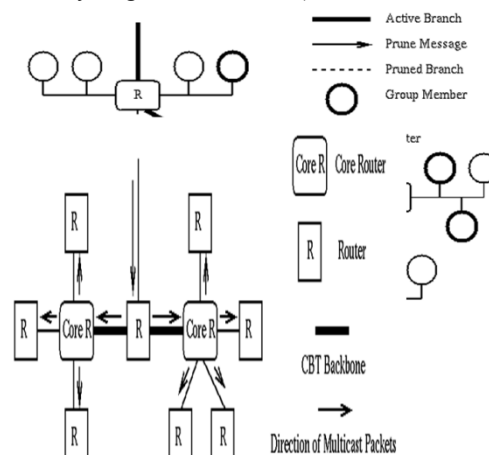 Active Branch
Prune Message
Pruned Branch
Group Member
R
ter
Core R
Core Router
R
R
R
Router
R
Core R
R
Core R
R
CBT Backbone
R
R
R
Direction of Multicast Packets